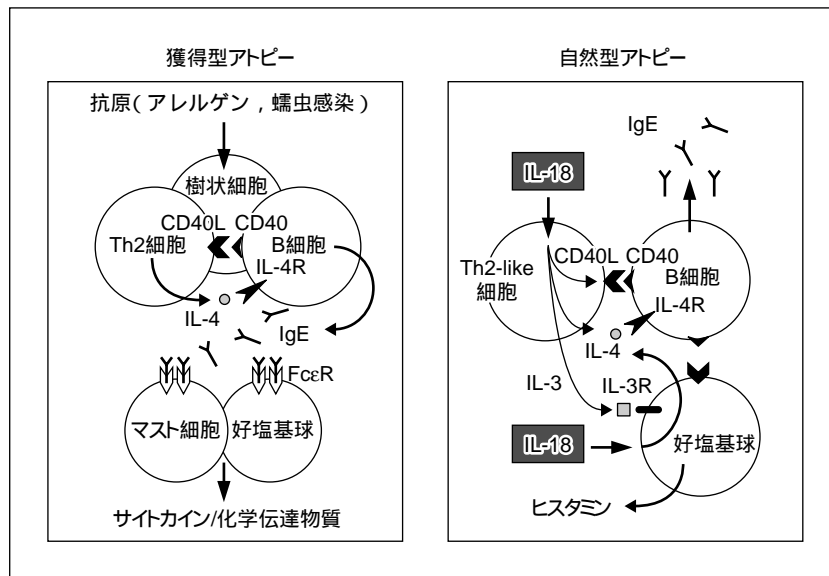 獲得型アトピー
抗原（アレルゲン，蠕虫感染）
樹状細胞
CD40L CD40
Th2細胞
B細胞
IL-4R
IL-4
IgE
FcεR
マスト細胞
好塩基球
サイトカイン/化学伝達物質
自然型アトピー
IgE
IL-18
CD40L CD40
Th2-like
細胞
B細胞
IL-4R
IL-4
IL-3
IL-3R
IL-18
好塩基球
ヒスタミン